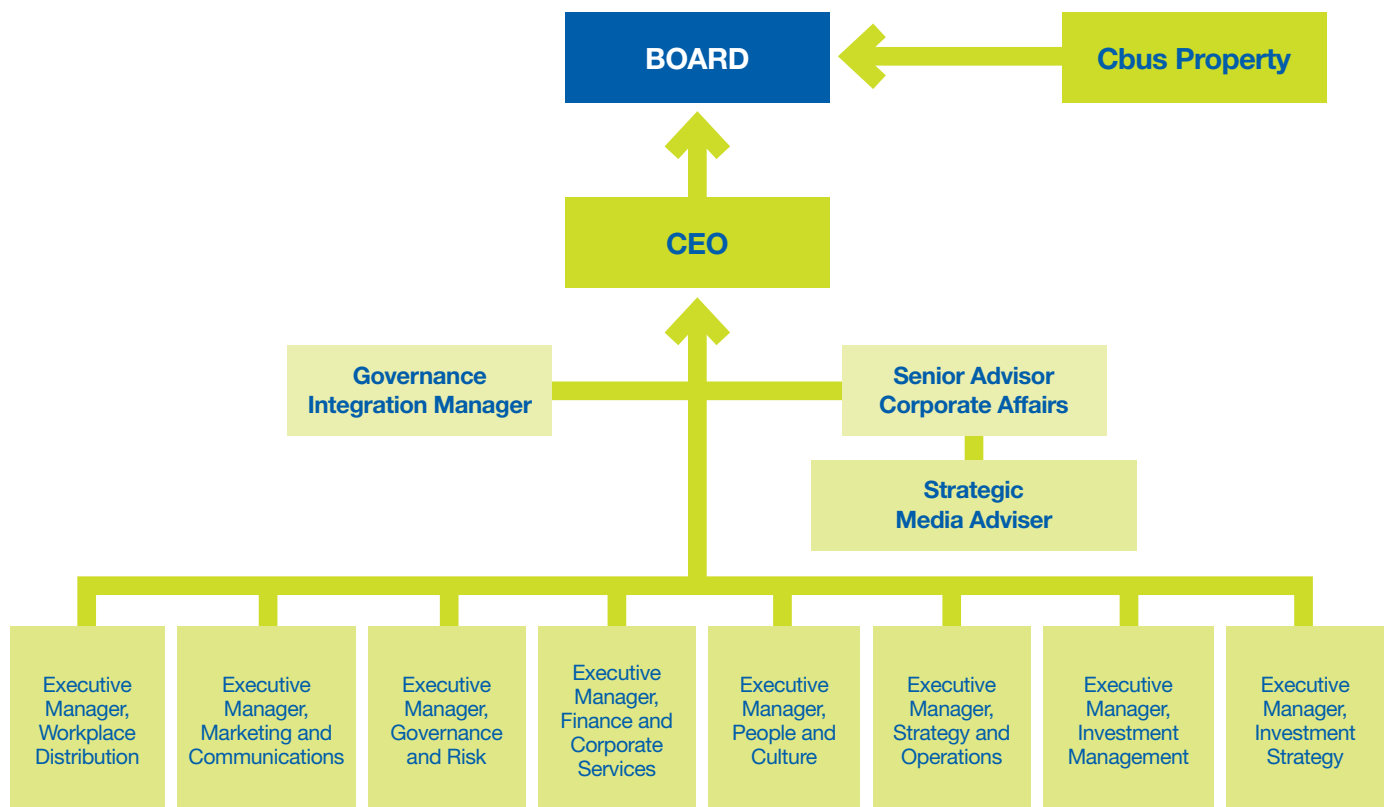 BOARD
Cbus Property
CEO
Governance
Integration Manager
Senior Advisor
Corporate Affairs
Strategic
Media Adviser
Executive
Manager,
Workplace
Distribution
Executive
Manager,
Marketing and
Communications
Executive
Manager,
Governance
and Risk
Executive
Manager,
Finance and
Corporate
Services
Executive
Manager,
People and
Culture
Executive
Manager,
Strategy and
Operations
Executive
Manager,
Investment
Management
Executive
Manager,
Investment
Strategy